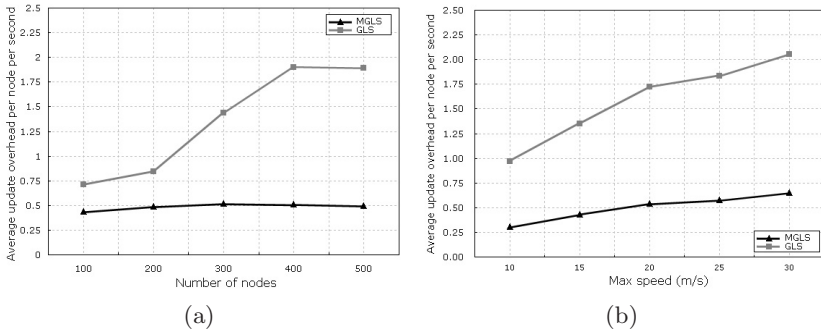 2.5
2.25
2
1.75
1.5
1.25
1
0.75
0.5
0.25
0
Average update overhead per node per second
MGLS
GLS
100 200 300 400 500
Number of nodes
(a)
2.50
2.25
2.00
1.75
1.50
1.25
1.00
0.75
0.50
0.25
0.00
Average update overhead per node per second
MGLS
GLS
10 15 20 25 30
Max speed (m/s)
(b)